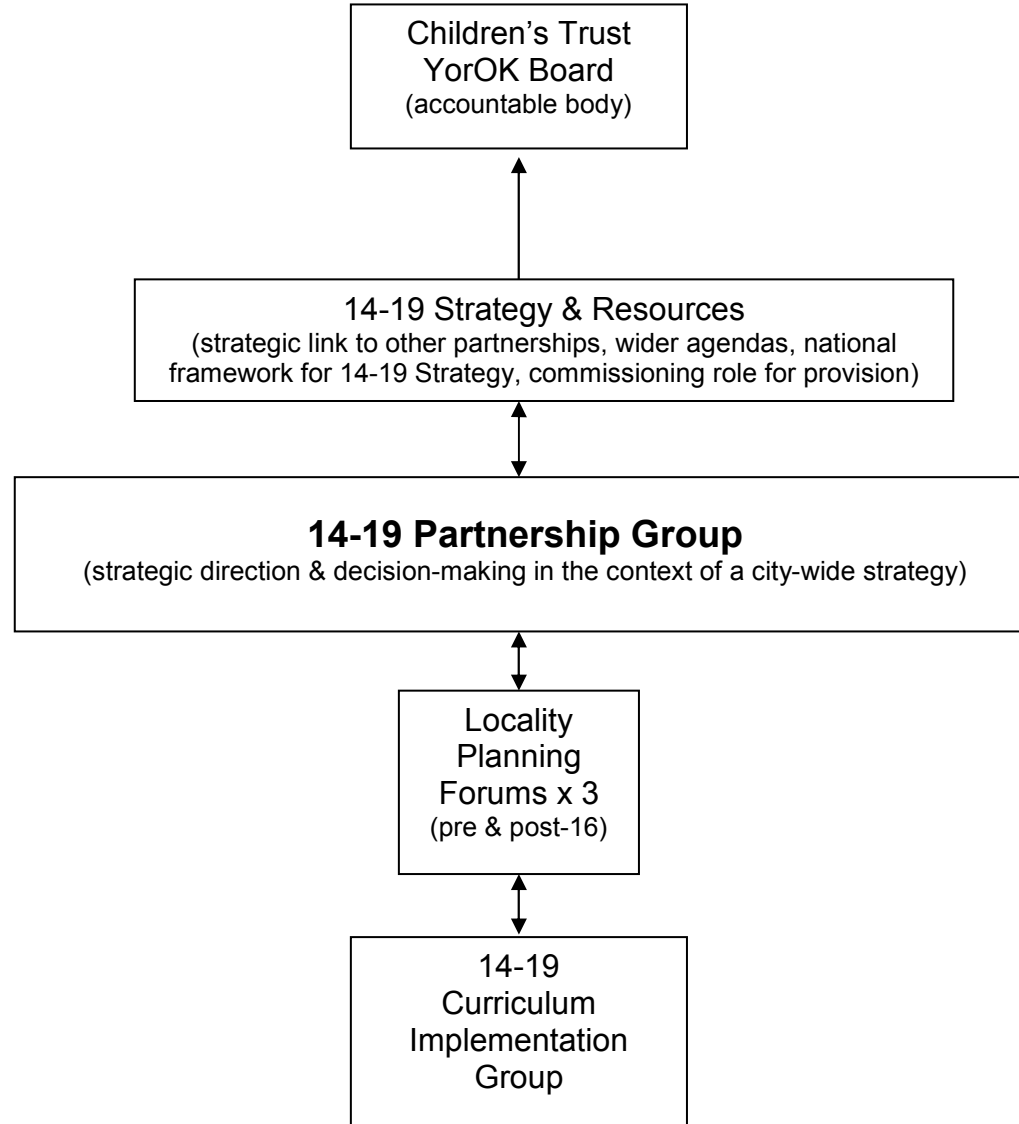 Children's Trust
YorOK Board
(accountable body)
14-19 Strategy & Resources
(strategic link to other partnerships, wider agendas, national
framework for 14-19 Strategy, commissioning role for provision)
14-19 Partnership Group
(strategic direction & decision-making in the context of a city-wide strategy)
Locality
Planning
Forums x 3
(pre & post-16)
14-19
Curriculum
Implementation
Group